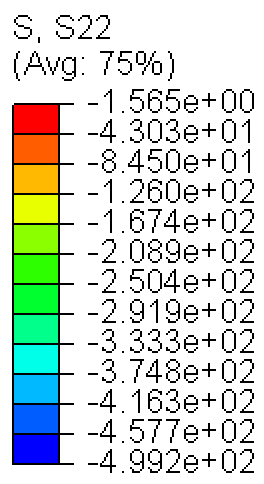 S, S22
(Avg: 75%)
-1.565e+00
-4.303e+01
-8.450e+01
-1.260e+02
-1.674e+02
-2.089e+02
-2.504e+02
-2.919e+02
-3.333e+02
-3.748e+02
-4.163e+02
-4.577e+02
-4.992e+02